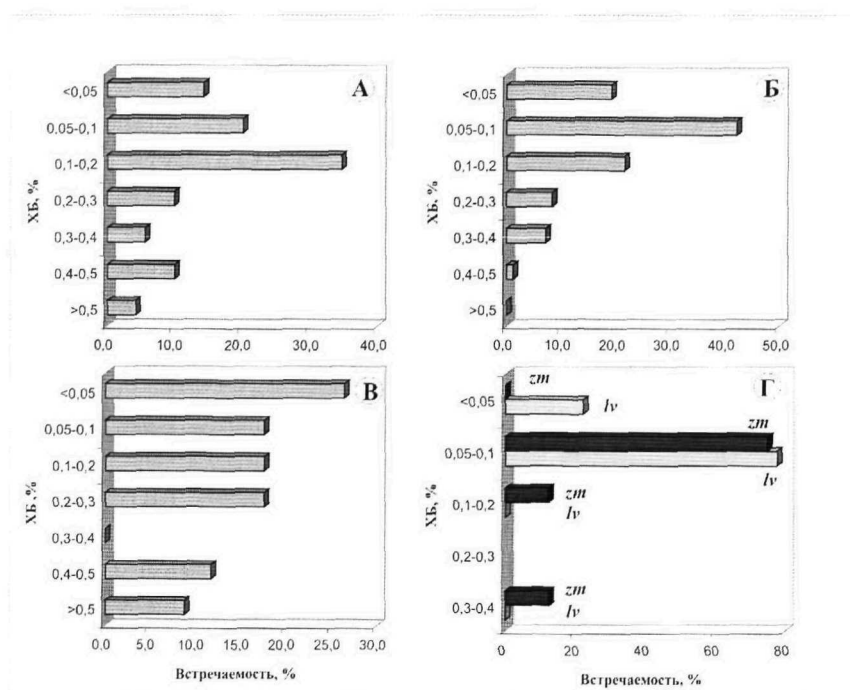 А
ХБ, %
<0,05
0,05-0,1
0,1-0,2
0,2-0,3
0,3-0,4
0,4-0,5
>0,5
0,0 10,0 20,0 30,0 40,0
Б
ХБ, %
<0,05
0,05-0,1
0,1-0,2
0,2-0,3
0,3-0,4
0,4-0,5
>0,5
0,0 10,0 20,0 30,0 40,0 50,0
В
ХБ, %
<0,05
0,05-0,1
0,1-0,2
0,2-0,3
0,3-0,4
0,4-0,5
>0,5
0,0 5,0 10,0 15,0 20,0 25,0 30,0
Встречаемость, %
Г
ХБ, %
<0,05
zm
lv
0,05-0,1
zm
lv
0,1-0,2
zm
lv
0,2-0,3
0,3-0,4
zm
lv
0 20 40 60 80
Встречаемость, %